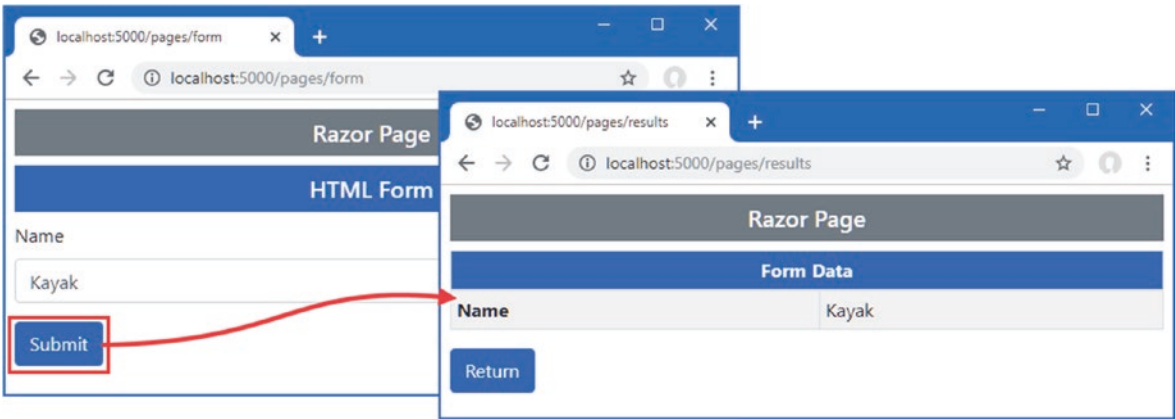 localhost:5000/pages/form
localhost:5000/pages/form
Razor Page
HTML Form
Name
Kayak
Submit
localhost:5000/pages/results
localhost:5000/pages/results
Razor Page
Form Data
Name Kayak
Return